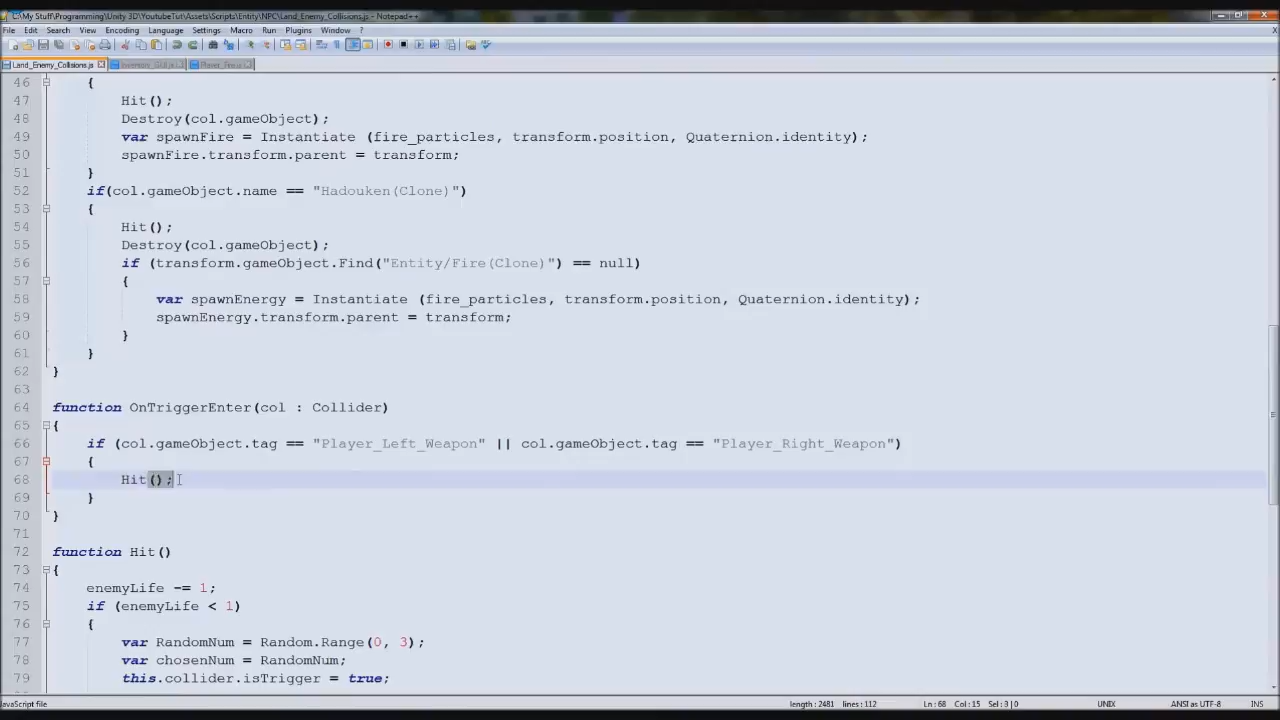 C:\My Stuff\Programming\Unity 3D\YoutubeTut\Assets\Scripts\Entity\NPC\Land_Enemy_Collisions.js - Notepad++
File Edit Search View Encoding Language Settings Macro Run Plugins Window ?
X
Land_Enemy_Collisions.js
46 {
47 Hit();
48 Destroy(col.gameObject);
49 var spawnFire = Instantiate (fire_particles, transform.position, Quaternion.identity);
50 spawnFire.transform.parent = transform;
51 }
52 if(col.gameObject.name == "Hadouken(Clone)")
53 {
54 Hit();
55 Destroy(col.gameObject);
56 if (transform.gameObject.Find("Entity/Fire(Clone)") == null)
57 {
58 var spawnEnergy = Instantiate (fire_particles, transform.position, Quaternion.identity);
59 spawnEnergy.transform.parent = transform;
60 }
61 }
62 }
63
64 function OnTriggerEnter(col : Collider)
65 {
66 if (col.gameObject.tag == "Player_Left_Weapon" || col.gameObject.tag == "Player_Right_Weapon")
67 {
68 Hit();
69 }
70 }
71
72 function Hit()
73 {
74 enemyLife -= 1;
75 if (enemyLife < 1)
76 {
77 var RandomNum = Random.Range(0, 3);
78 var chosenNum = RandomNum;
79 this.collider.isTrigger = true;
JavaScript file length : 2481 lines : 112 Ln : 68 Col : 15 Sel : 3 | 0 UNIX ANSI as UTF-8 INS